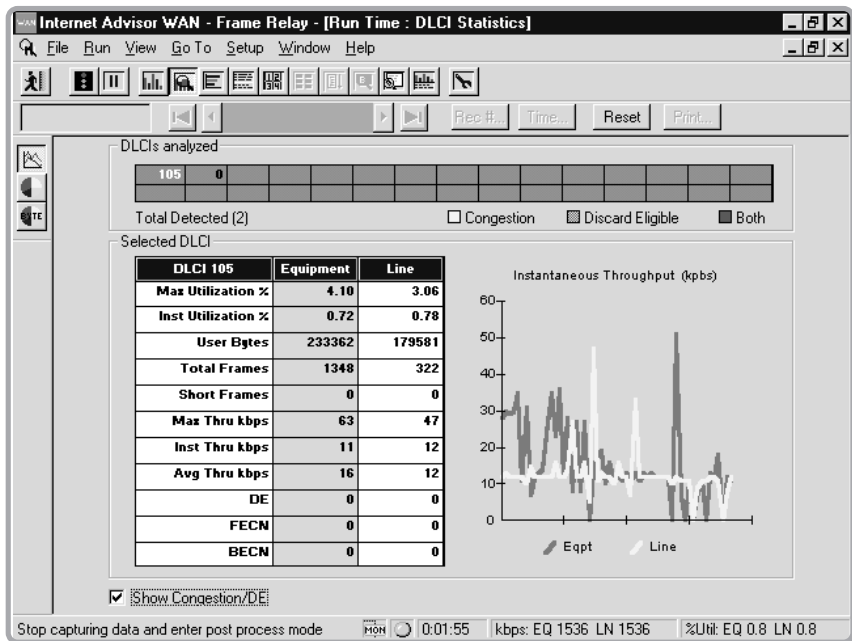 Internet Advisor WAN - Frame Relay - [Run Time : DLCI Statistics]
File Run View Go To Setup Window Help
Rec #... Time... Reset Print...
DLCIs analyzed
105 0
Total Detected (2) Congestion Discard Eligible Both
BYTE
Selected DLCI
DLCI 105 Equipment Line
Max Utilization % 4.10 3.06
Inst Utilization % 0.72 0.78
User Bytes 233362 179581
Total Frames 1348 322
Short Frames 0 0
Max Thru kbps 63 47
Inst Thru kbps 11 12
Avg Thru kbps 16 12
DE 0 0
FECN 0 0
BECN 0 0
Instantaneous Throughput (kpbs)
60
50
40
30
20
10
0
Eqpt Line
Show Congestion/DE
Stop capturing data and enter post process mode MON 0:01:55 kbps: EQ 1536 LN 1536 %Util: EQ 0.8 LN 0.8